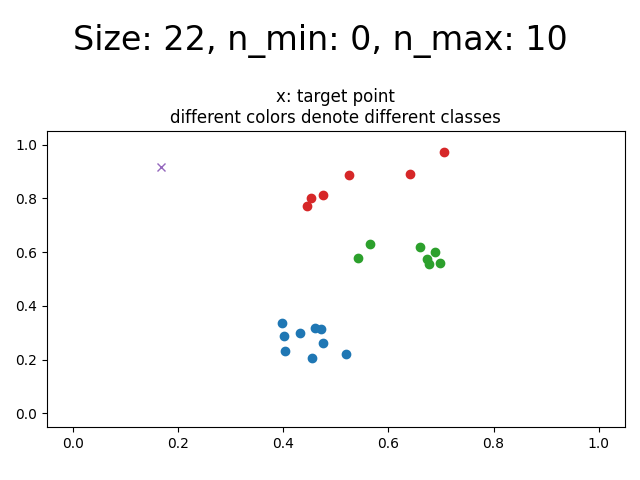 Size: 22, n_min: 0, n_max: 10
x: target point
different colors denote different classes
1.0
0.8
0.6
0.4
0.2
0.0
0.0 0.2 0.4 0.6 0.8 1.0